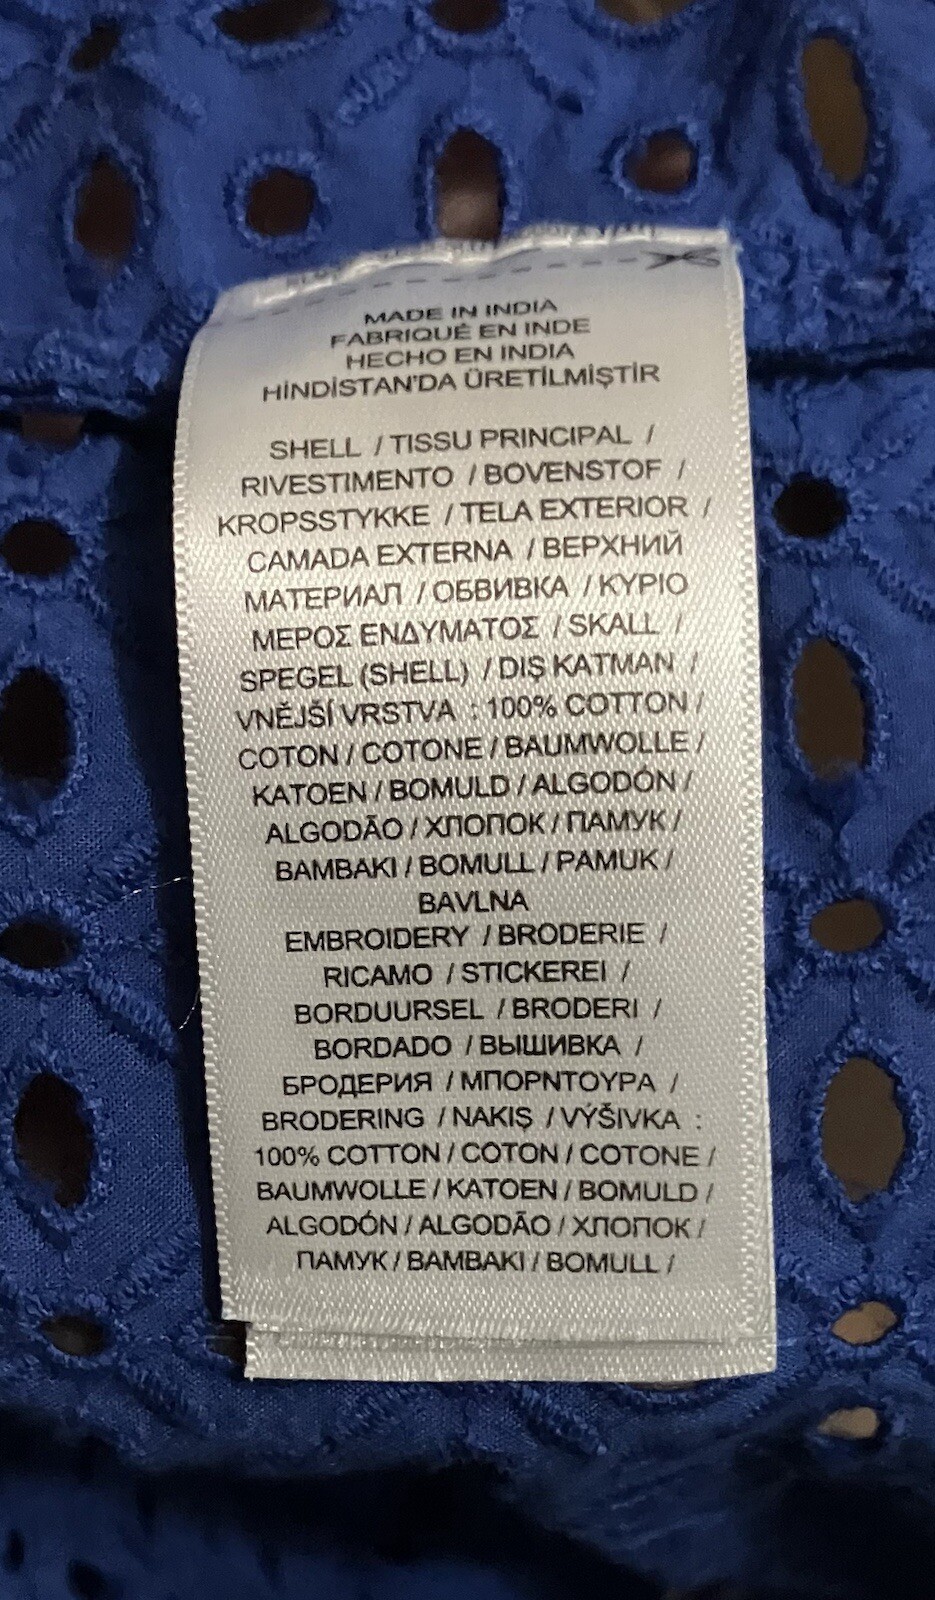 MADE IN INDIA
FABRIQUÉ EN INDE
HECHO EN INDIA
HİNDİSTAN'DA ÜRETİLMİŞTİR
SHELL / TISSU PRINCIPAL /
RIVESTIMENTO / BOVENSTOF /
KROPSSTYKKE / TELA EXTERIOR /
CAMADA EXTERNA / ВЕРХНИЙ
МАТЕРИАЛ / ОБВИВКА / ΚΥΡΙΟ
ΜΕΡΟΣ ΕΝΔΥΜΑΤΟΣ / SKALL /
SPEGEL (SHELL) / DIŞ KATMAN /
VNĚJŠÍ VRSTVA : 100% COTTON /
COTON / COTONE / BAUMWOLLE /
KATOEN / BOMULD / ALGODÓN /
ALGODÃO / ХЛОПОК / ПАМУК /
BAMBAKI / BOMULL / PAMUK /
BAVLNA
EMBROIDERY / BRODERIE /
RICAMO / STICKEREI /
BORDUURSEL / BRODERI /
BORDADO / ВЫШИВКА /
БРОДЕРИЯ / ΜΠΟΡΝΤΟΥΡΑ /
BRODERING / NAKIŞ / VÝŠIVKA :
100% COTTON / COTON / COTONE /
BAUMWOLLE / KATOEN / BOMULD /
ALGODÓN / ALGODÃO / ХЛОПОК /
ПАМУК / BAMBAKI / BOMULL /